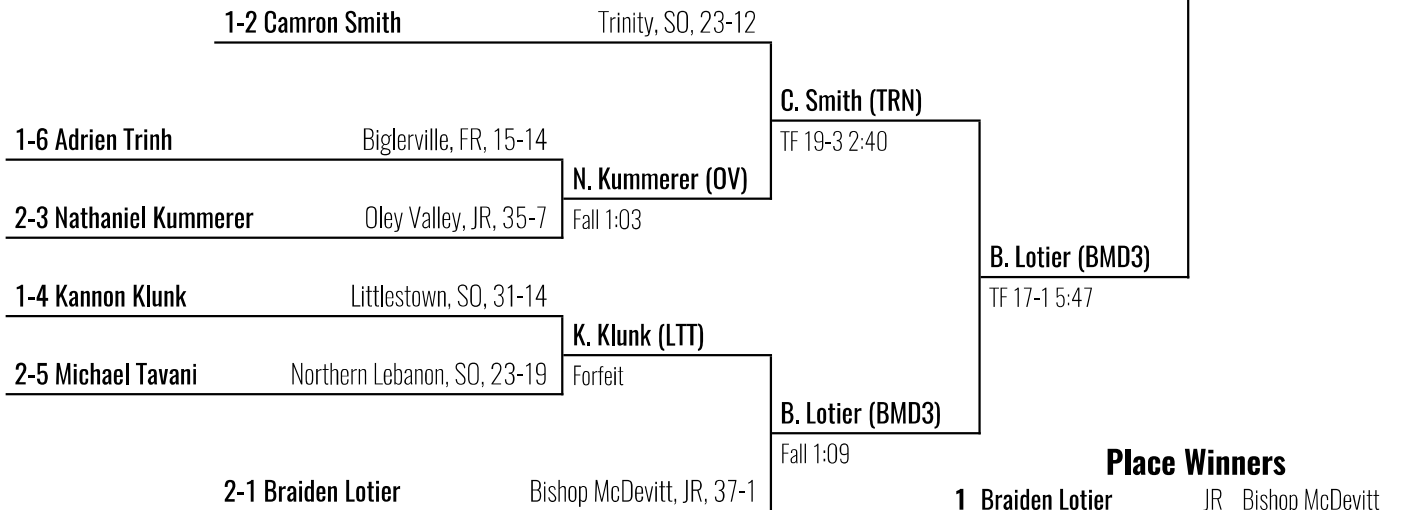 1-2 Camron Smith Trinity, SO, 23-12
C. Smith (TRN)
1-6 Adrien Trinh Biglerville, FR, 15-14
TF 19-3 2:40
N. Kummerer (OV)
2-3 Nathaniel Kummerer Oley Valley, JR, 35-7
Fall 1:03
B. Lotier (BMD3)
1-4 Kannon Klunk Littlestown, SO, 31-14
TF 17-1 5:47
K. Klunk (LTT)
2-5 Michael Tavani Northern Lebanon, SO, 23-19
Forfeit
B. Lotier (BMD3)
Fall 1:09
Place Winners
2-1 Braiden Lotier Bishop McDevitt, JR, 37-1
1 Braiden Lotier JR Bishop McDevitt